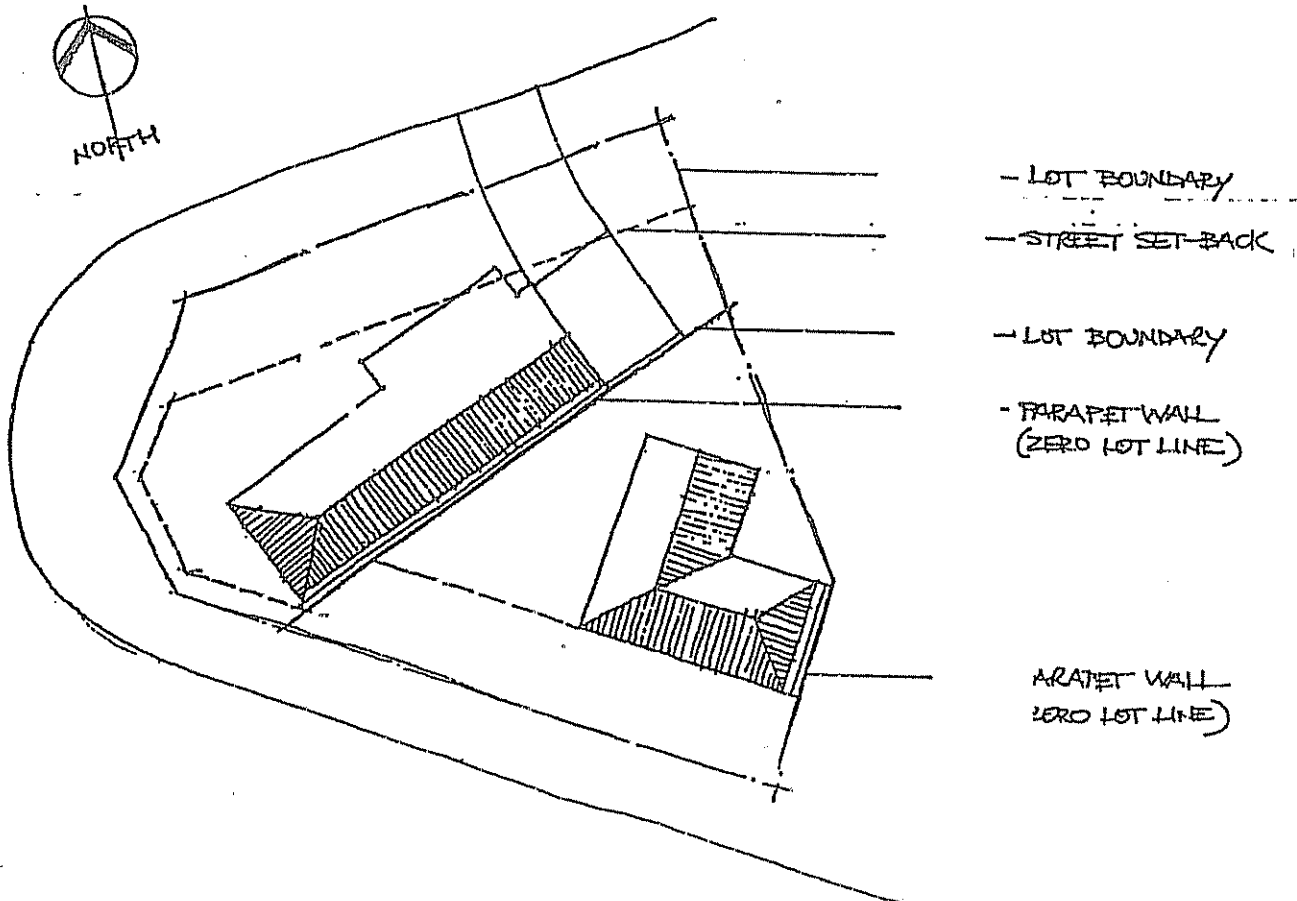 NORTH
- LOT BOUNDARY
- STREET SET-BACK
- LOT BOUNDARY
- PARAPET WALL
(ZERO LOT LINE)
ARAPET WALL
ZERO LOT LINE)